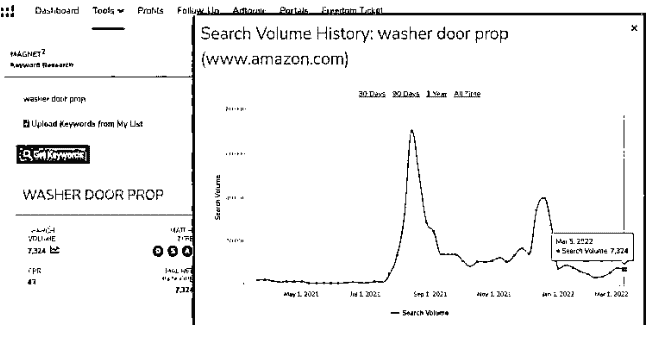 Dashboard Tools Profits Follow Up Adtomic Portals Freedom Ticket
MAGNET²
Keyword Research
washer door prop
Upload Keywords from My List
Get Keywords
WASHER DOOR PROP
SEARCH
VOLUME
7,324
7,324
Search Volume History: washer door prop
(www.amazon.com)
×
30 Days 90 Days 1 Year All Time
Search Volume
Mar 5, 2022
Search Volume 7,324
May 1, 2021 Jul 1, 2021 Sep 1, 2021 Nov 1, 2021 Jan 1, 2022 Mar 1, 2022
Search Volume